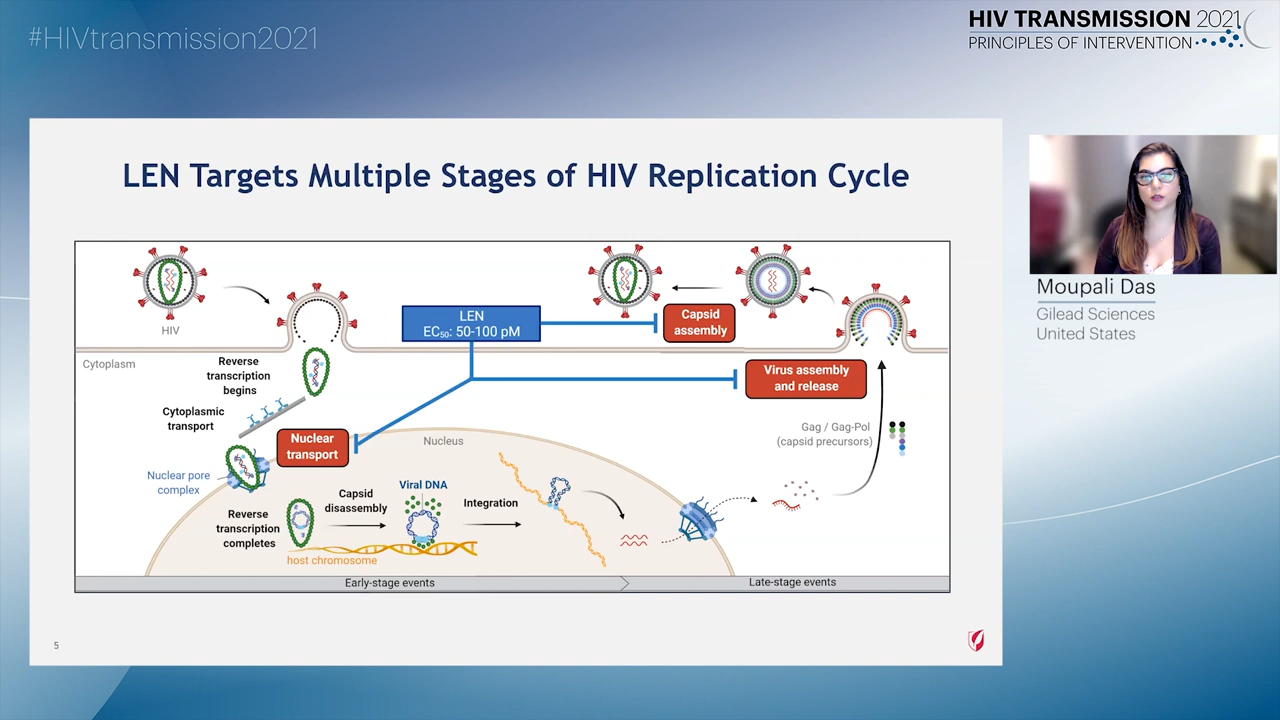 #HIVtransmission2021
HIV TRANSMISSION 2021
PRINCIPLES OF INTERVENTION
LEN Targets Multiple Stages of HIV Replication Cycle
HIV
LEN
EC₅₀: 50-100 pM
Capsid
assembly
Cytoplasm
Reverse
transcription
begins
Virus assembly
and release
Cytoplasmic
transport
Nuclear
transport
Nucleus
Gag / Gag-Pol
(capsid precursors)
Nuclear pore
complex
Reverse
transcription
completes
Capsid
disassembly
Viral DNA
Integration
host chromosome
Early-stage events
Late-stage events
5
Moupali Das
Gilead Sciences
United States